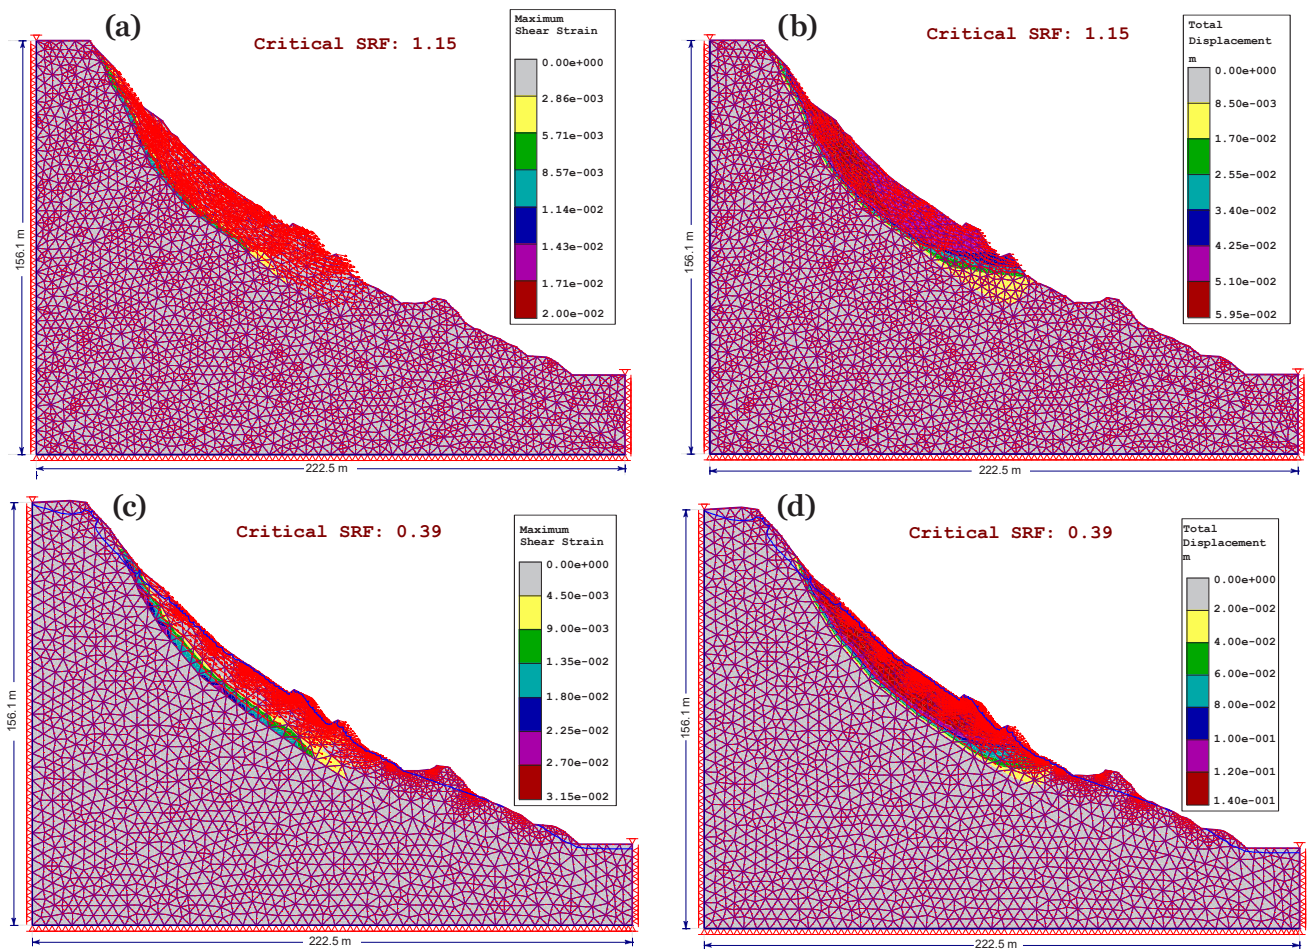 (a)
Critical SRF: 1.15
Maximum
Shear Strain
0.00e+000
2.86e-003
5.71e-003
8.57e-003
1.14e-002
1.43e-002
1.71e-002
2.00e-002
156.1 m
222.5 m
(b)
Critical SRF: 1.15
Total
Displacement
m
0.00e+000
8.50e-003
1.70e-002
2.55e-002
3.40e-002
4.25e-002
5.10e-002
5.95e-002
156.1 m
222.5 m
(c)
Critical SRF: 0.39
Maximum
Shear Strain
0.00e+000
4.50e-003
9.00e-003
1.35e-002
1.80e-002
2.25e-002
2.70e-002
3.15e-002
156.1 m
222.5 m
(d)
Critical SRF: 0.39
Total
Displacement
m
0.00e+000
2.00e-002
4.00e-002
6.00e-002
8.00e-002
1.00e-001
1.20e-001
1.40e-001
156.1 m
222.5 m